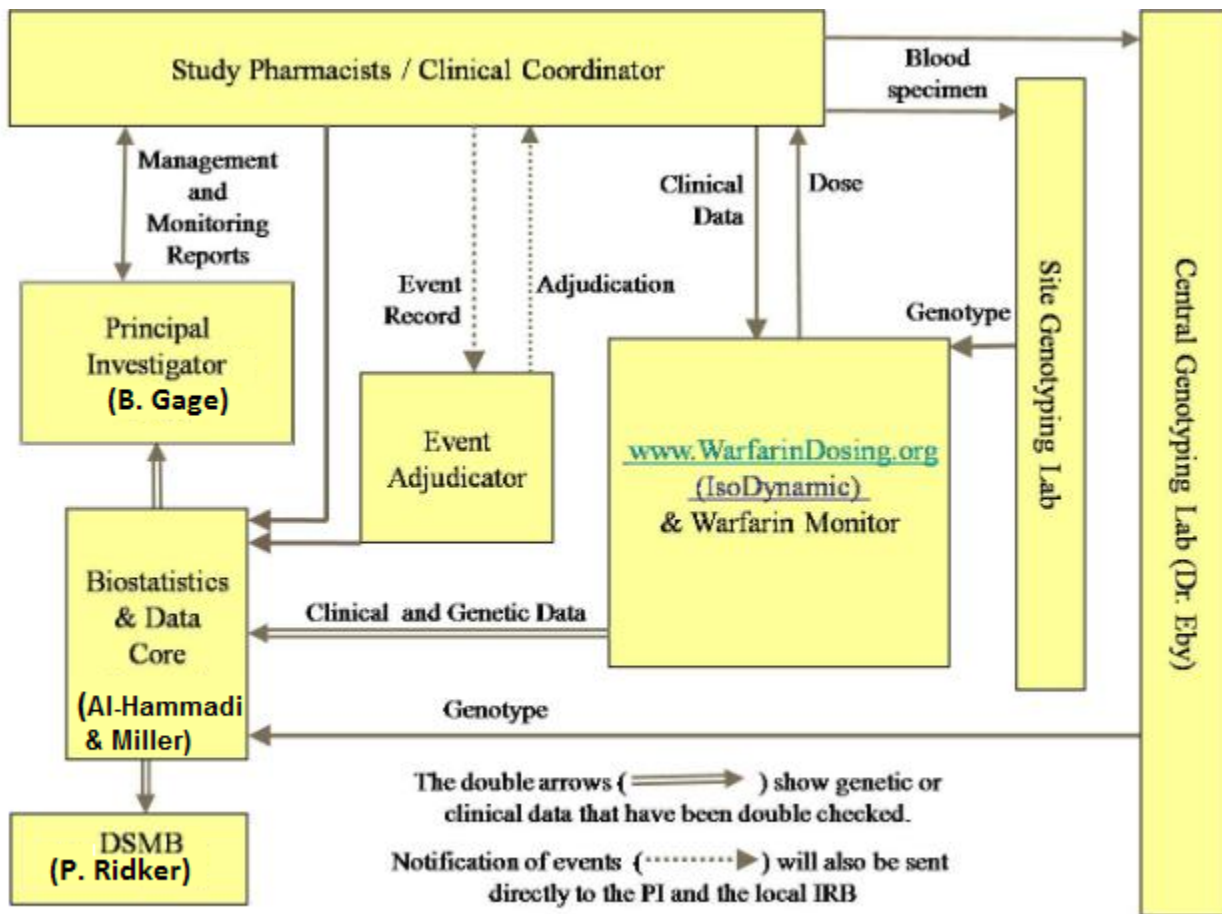 Study Pharmacists / Clinical Coordinator
Blood
specimen
Management
and
Monitoring
Reports
Clinical
Data
Dose
Event
Record
Adjudication
Genotype
Site Genotyping Lab
Central Genotyping Lab (Dr. Eby)
Principal
Investigator
(B. Gage)
Event
Adjudicator
www.WarfarinDosing.org
(IsoDynamic)
& Warfarin Monitor
Biostatistics
& Data
Core
(Al-Hammadi
& Miller)
Clinical and Genetic Data
Genotype
DSMB
(P. Ridker)
The double arrows ( ) show genetic or
clinical data that have been double checked.
Notification of events ( ) will also be sent
directly to the PI and the local IRB